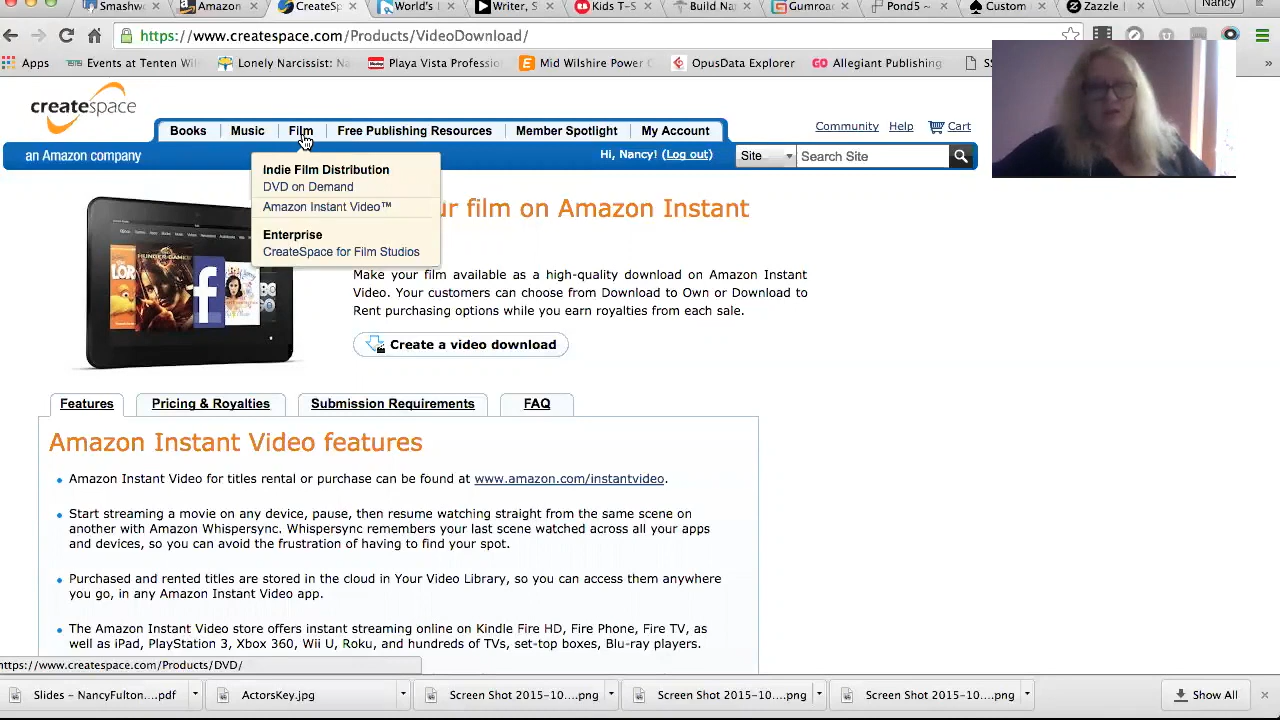 Smashwo
Amazon
CreateSp
World's I
Writer, S
Kids T-S
Build Na
Gumroad
Pond5 ~
Custom
Zazzle |
Nancy
https://www.createspace.com/Products/VideoDownload/
Apps
Events at Tenten Wil
Lonely Narcissist: Na
Playa Vista Professio
Mid Wilshire Power C
OpusData Explorer
GO Allegiant Publishing
»
createspace
Books
Music
Film
Free Publishing Resources
Member Spotlight
My Account
Community
Help
Cart
an Amazon company
Hi, Nancy! (Log out)
Site
Search Site
Indie Film Distribution
DVD on Demand
Amazon Instant Video™
Enterprise
CreateSpace for Film Studios
ur film on Amazon Instant
Make your film available as a high-quality download on Amazon Instant
Video. Your customers can choose from Download to Own or Download to
Rent purchasing options while you earn royalties from each sale.
Create a video download
Features
Pricing & Royalties
Submission Requirements
FAQ
Amazon Instant Video features
Amazon Instant Video for titles rental or purchase can be found at www.amazon.com/instantvideo.
Start streaming a movie on any device, pause, then resume watching straight from the same scene on
another with Amazon Whispersync. Whispersync remembers your last scene watched across all your apps
and devices, so you can avoid the frustration of having to find your spot.
Purchased and rented titles are stored in the cloud in Your Video Library, so you can access them anywhere
you go, in any Amazon Instant Video app.
The Amazon Instant Video store offers instant streaming online on Kindle Fire HD, Fire Phone, Fire TV, as
well as iPad, PlayStation 3, Xbox 360, Wii U, Roku, and hundreds of TVs, set-top boxes, Blu-ray players.
https://www.createspace.com/Products/DVD/
Slides – NancyFulton....pdf
ActorsKey.jpg
Screen Shot 2015-10....png
Screen Shot 2015-10....png
Screen Shot 2015-10....png
Show All